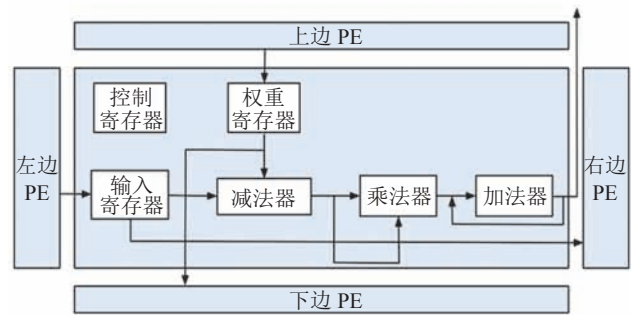 上边 PE
控制
寄存器
权重
寄存器
左边
PE
输入
寄存器
减法器
乘法器
加法器
右边
PE
下边 PE